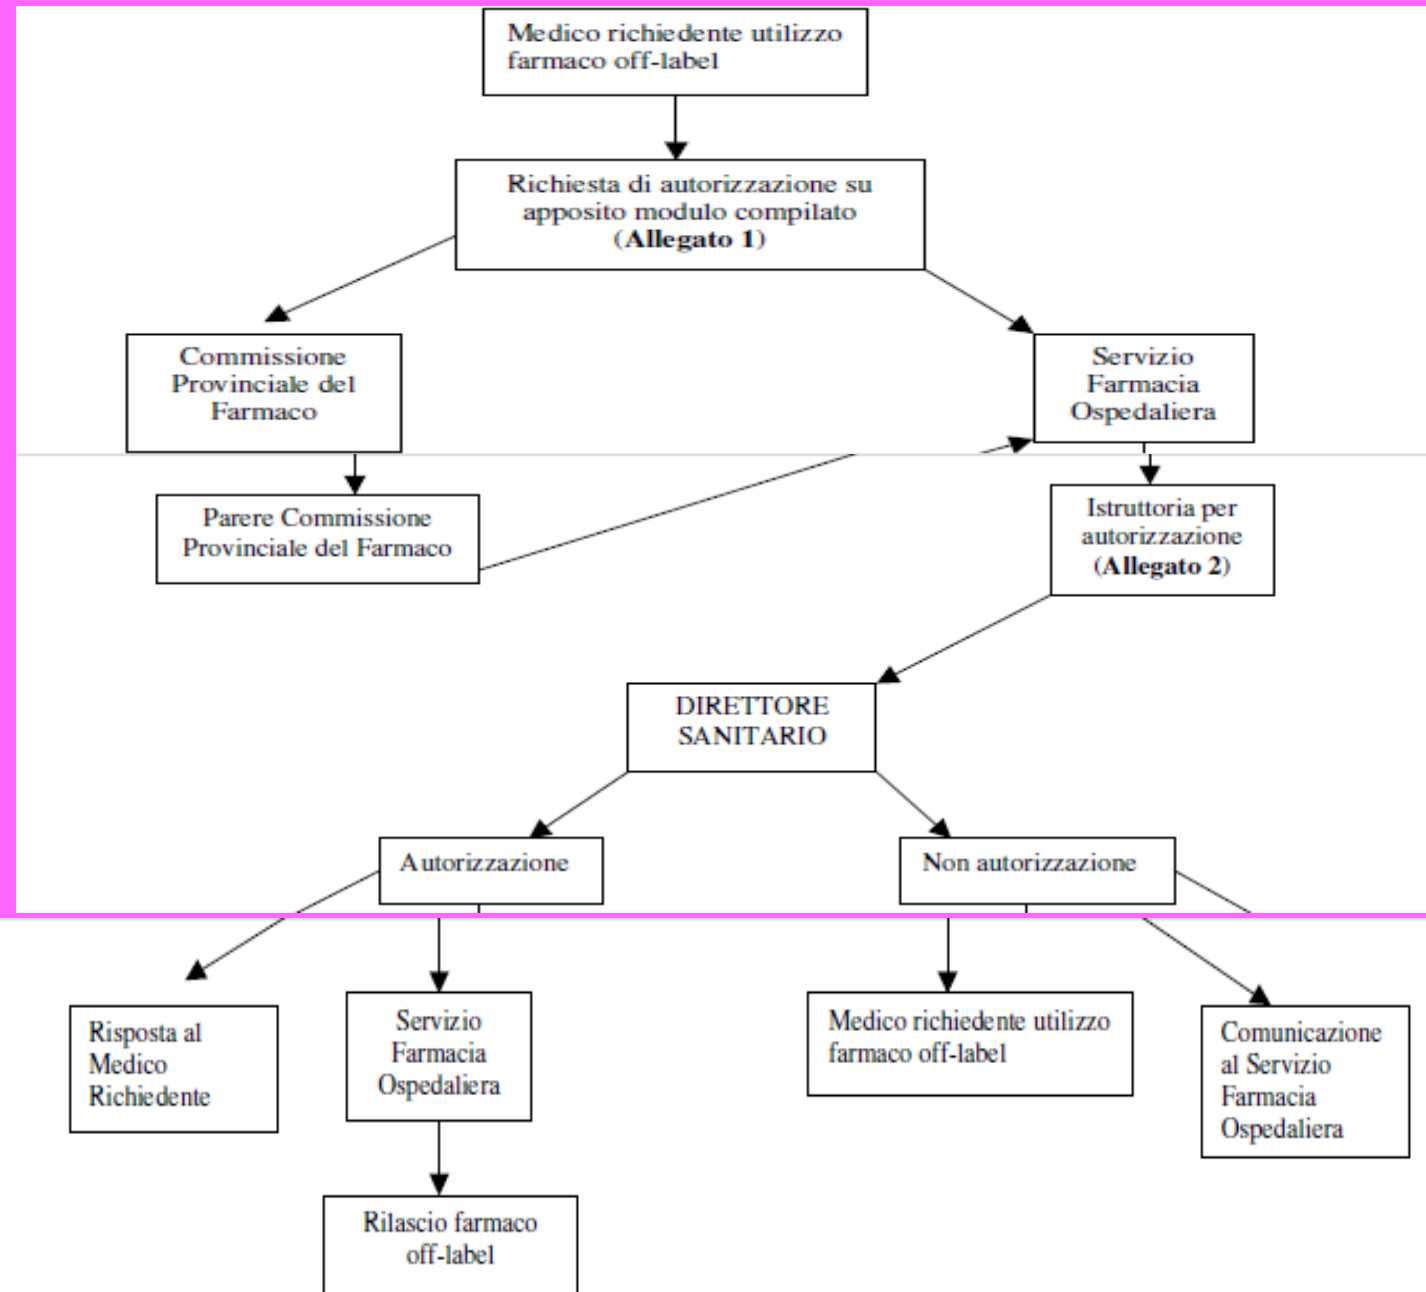 Medico richiedente utilizzo
farmaco off-label
Richiesta di autorizzazione su
apposito modulo compilato
(Allegato 1)
Commissione
Provinciale del
Farmaco
Servizio
Farmacia
Ospedaliera
Parere Commissione
Provinciale del Farmaco
Istruttoria per
autorizzazione
(Allegato 2)
DIRETTORE
SANITARIO
Autorizzazione
Non autorizzazione
Risposta al
Medico
Richiedente
Servizio
Farmacia
Ospedaliera
Medico richiedente utilizzo
farmaco off-label
Comunicazione
al Servizio
Farmacia
Ospedaliera
Rilascio farmaco
off-label